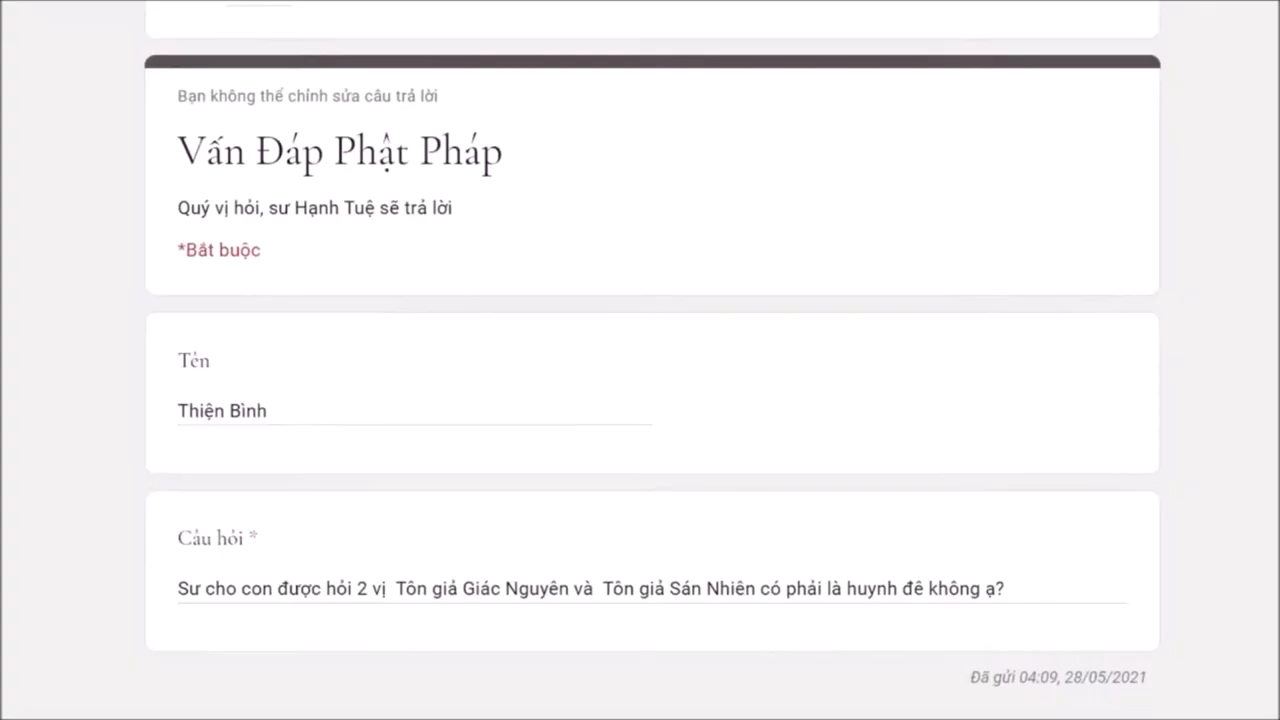 Bạn không thể chỉnh sửa câu trả lời
Vấn Đáp Phật Pháp
Quý vị hỏi, sư Hạnh Tuệ sẽ trả lời
*Bắt buộc
Tên
Thiện Bình
Câu hỏi *
Sư cho con được hỏi 2 vị Tôn giả Giác Nguyên và Tôn giả Sán Nhiên có phải là huynh đê không ạ?
Đã gửi 04:09, 28/05/2021